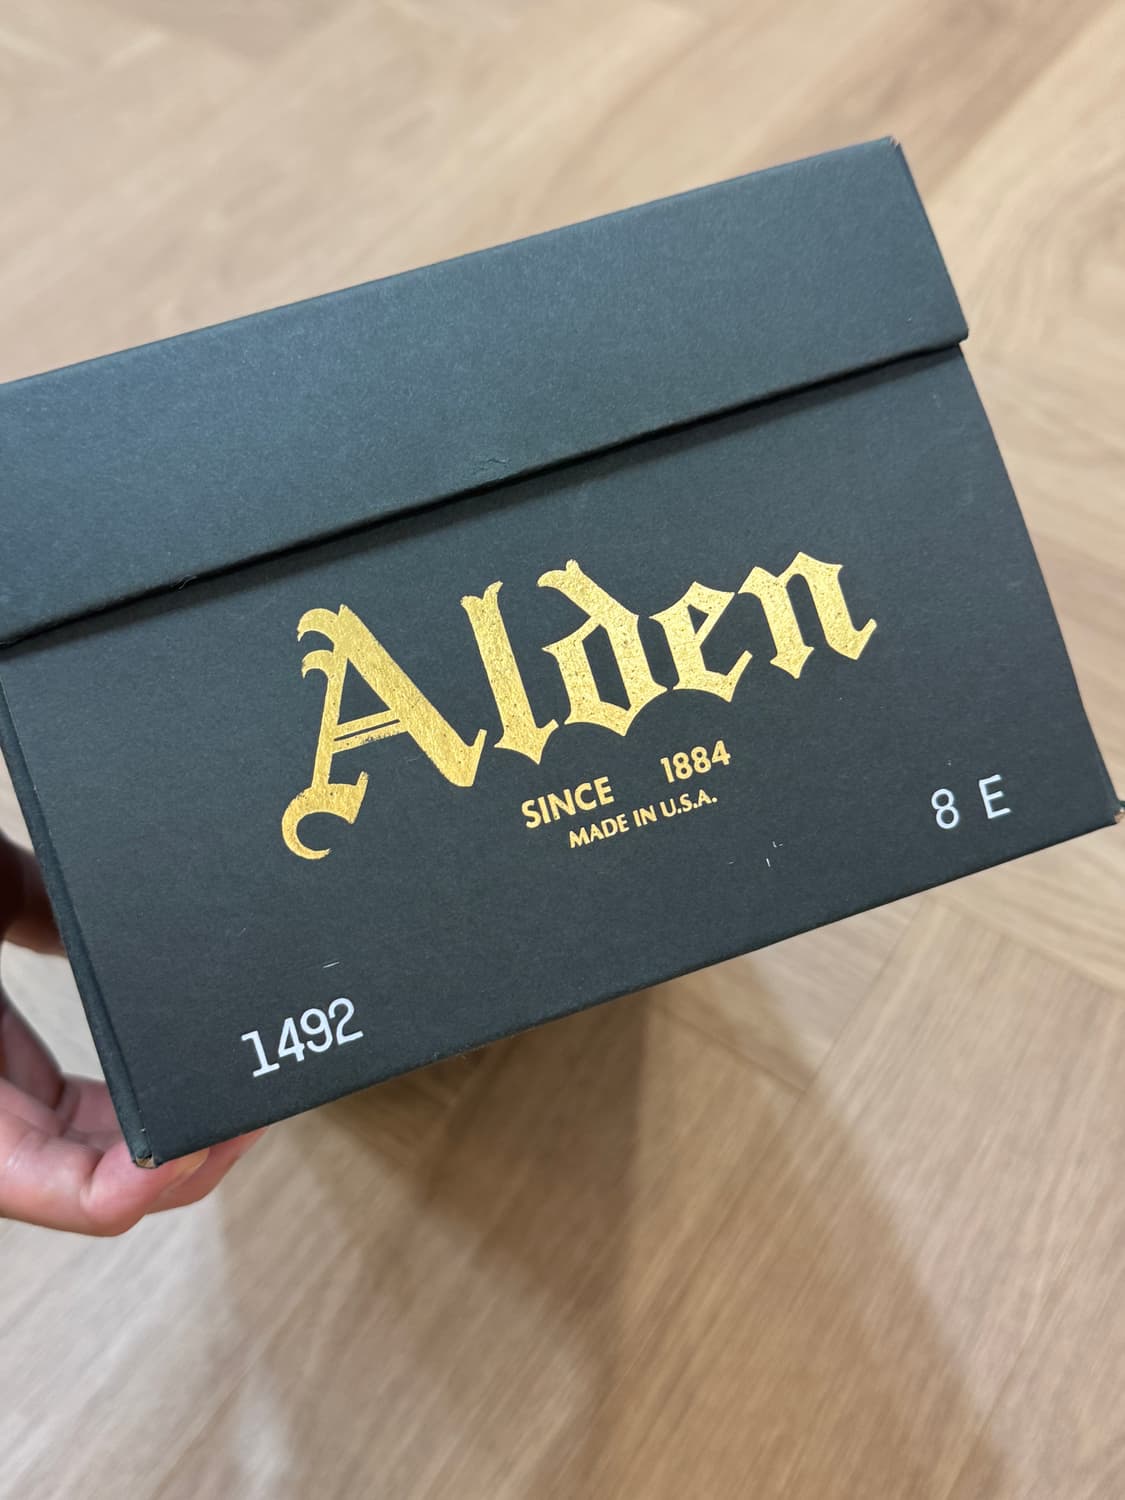 Alden
SINCE 1884
MADE IN U.S.A.
8 E
1492